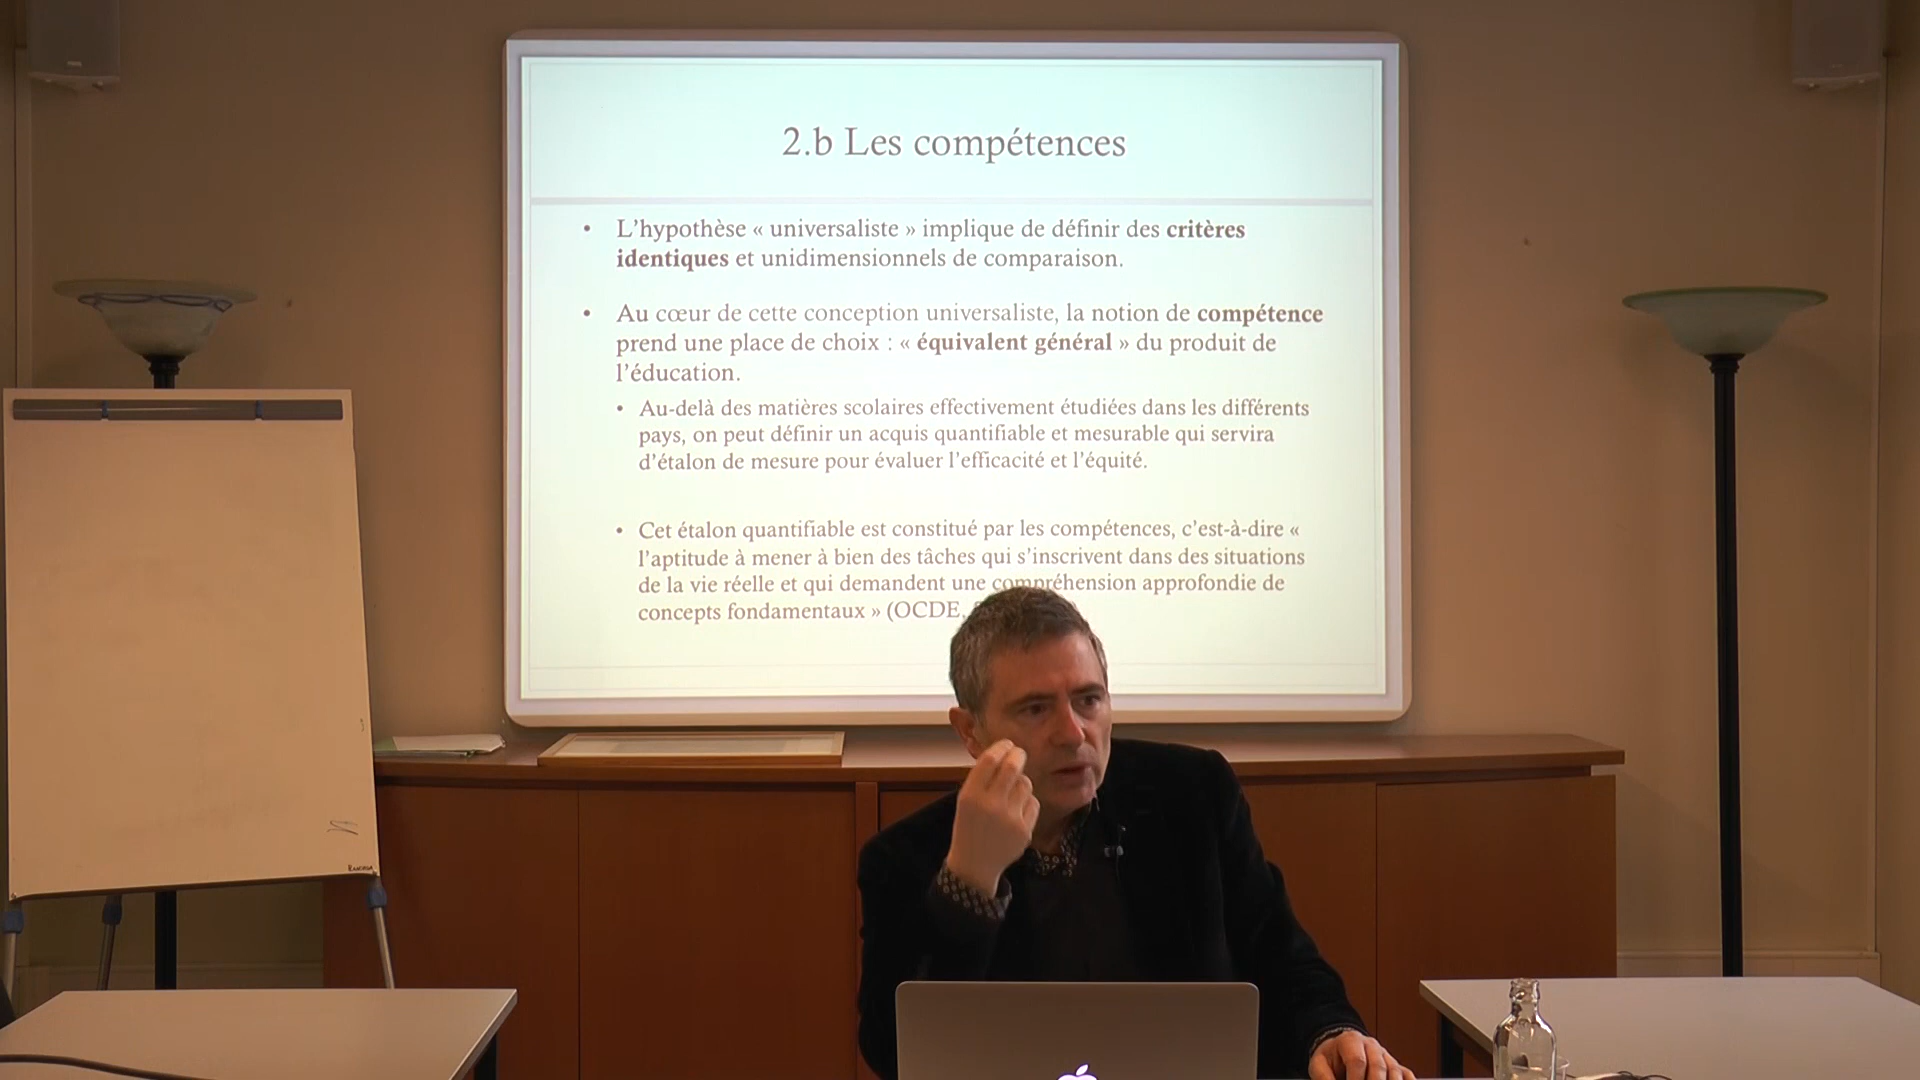 2.b Les compétences
• L'hypothèse « universaliste » implique de définir des critères
identiques et unidimensionnels de comparaison.
• Au cœur de cette conception universaliste, la notion de compétence
prend une place de choix : « équivalent général » du produit de
l'éducation.
• Au-delà des matières scolaires effectivement étudiées dans les différents
pays, on peut définir un acquis quantifiable et mesurable qui servira
d'étalon de mesure pour évaluer l'efficacité et l'équité.
• Cet étalon quantifiable est constitué par les compétences, c'est-à-dire «
l'aptitude à mener à bien des tâches qui s'inscrivent dans des situations
de la vie réelle et qui demandent une compréhension approfondie de
concepts fondamentaux » (OCDE,